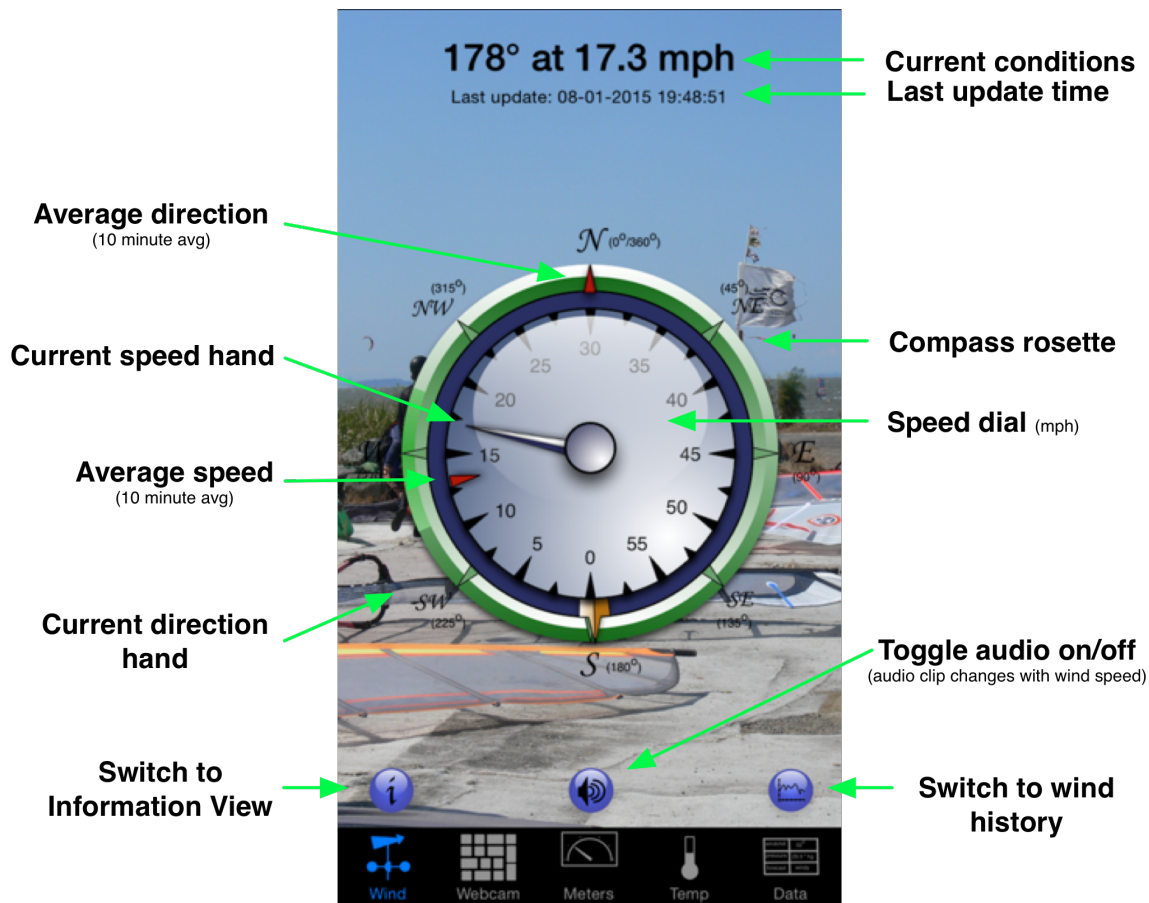 178° at 17.3 mph
Last update: 08-01-2015 19:48:51
Current conditions
Last update time
Average direction
(10 minute avg)
N (0°/360°)
(315°)
NW
(45°)
NE
Current speed hand
Compass rosette
Speed dial (mph)
Average speed
(10 minute avg)
30
25
35
20
40
15
45
10
50
5
55
0
E
(90°)
SW
(225°)
SE
(135°)
S (180°)
Current direction
hand
Toggle audio on/off
(audio clip changes with wind speed)
Switch to
Information View
i
Switch to wind
history
Wind
Webcam
Meters
Temp
Data